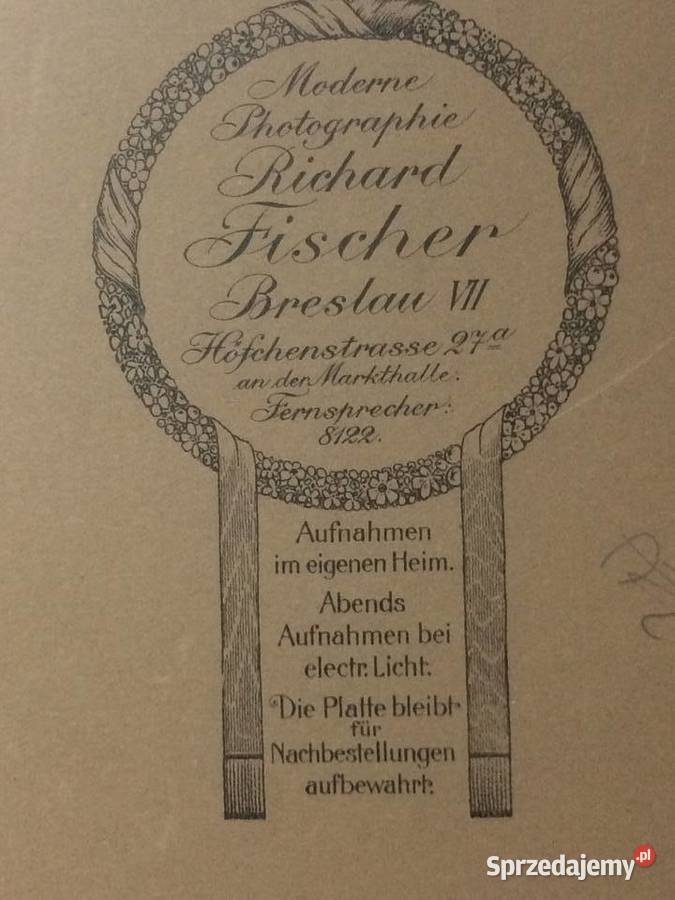 Moderne
Photographie
Richard
Fischer
Breslau VII
Höfchenstrasse 27a
an der Markthalle.
Fernsprecher:
8122.
Aufnahmen
im eigenen Heim.
Abends
Aufnahmen bei
electr. Licht.
Die Platte bleibt
für
Nachbestellungen
aufbewahrt.
Sprzedajemy.pl